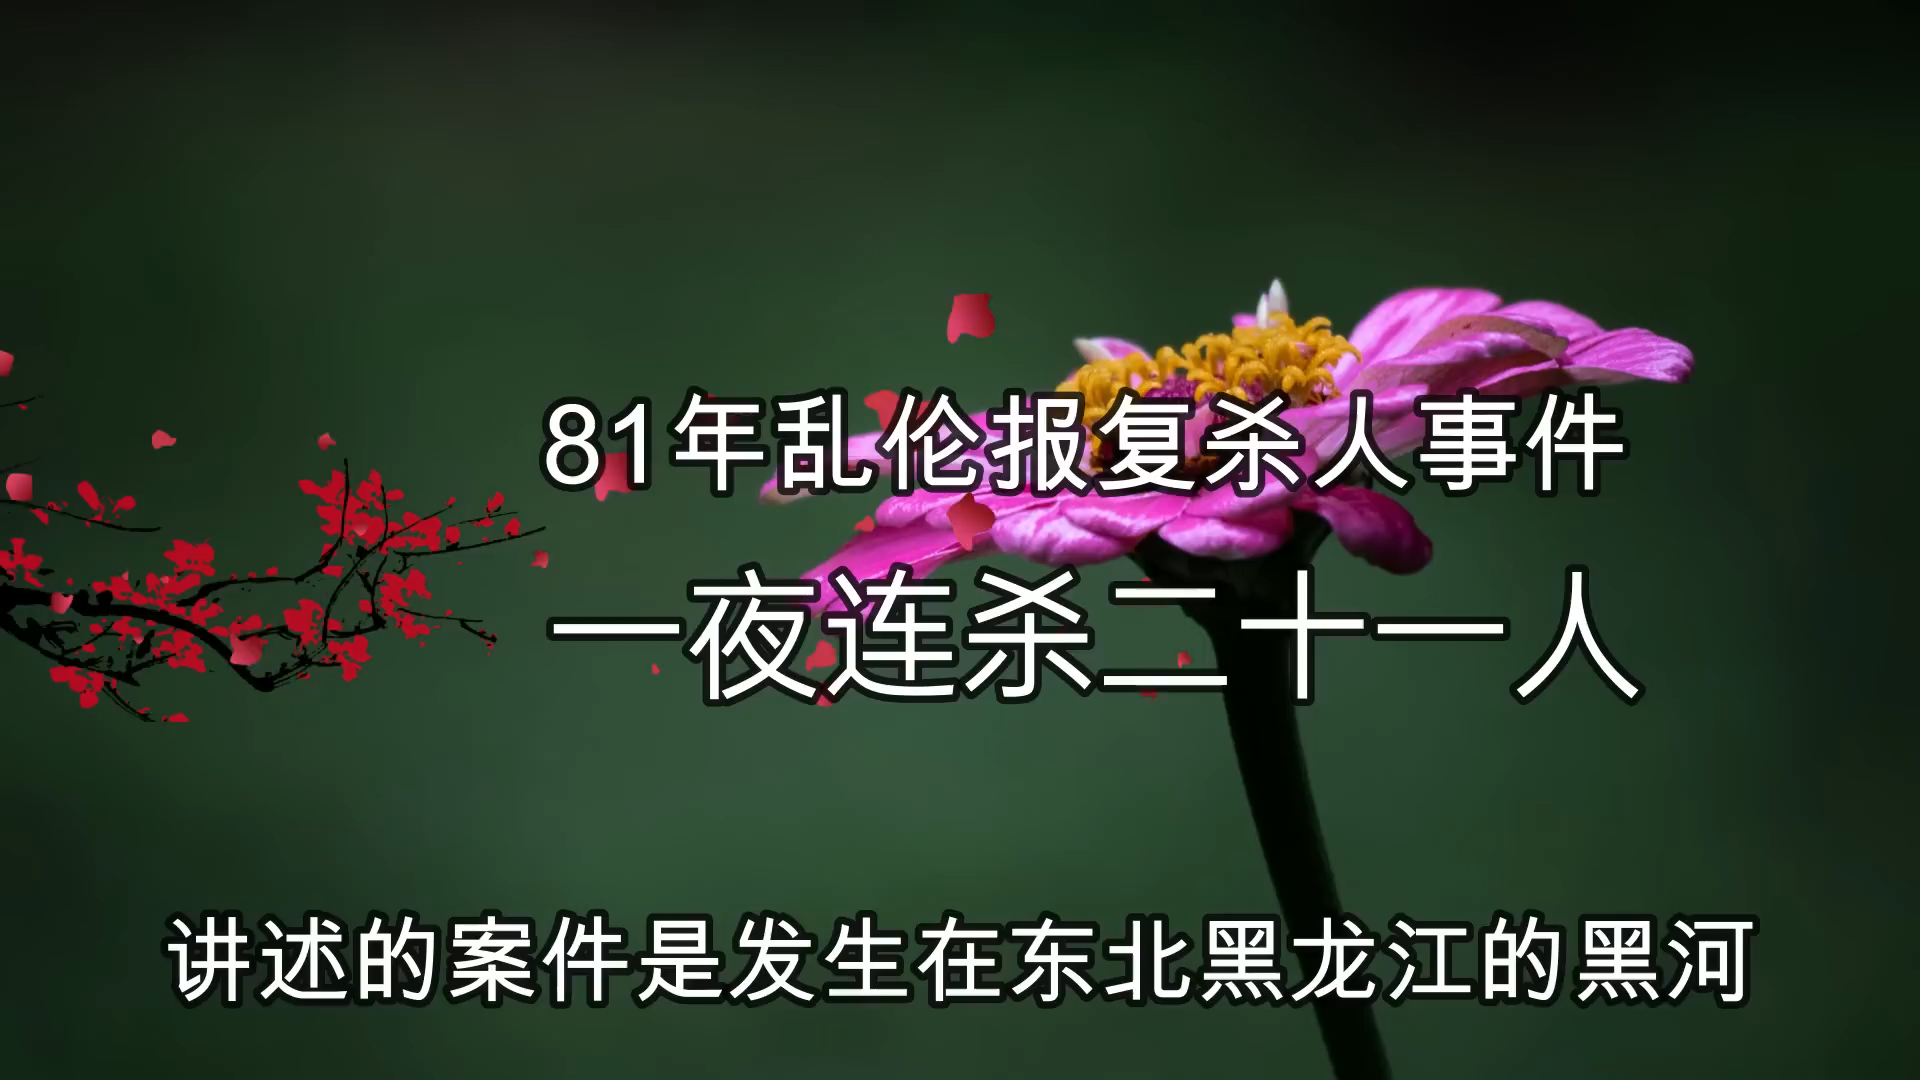 81年乱伦报复杀人事件
一夜连杀二十一人
讲述的案件是发生在东北黑龙江的黑河